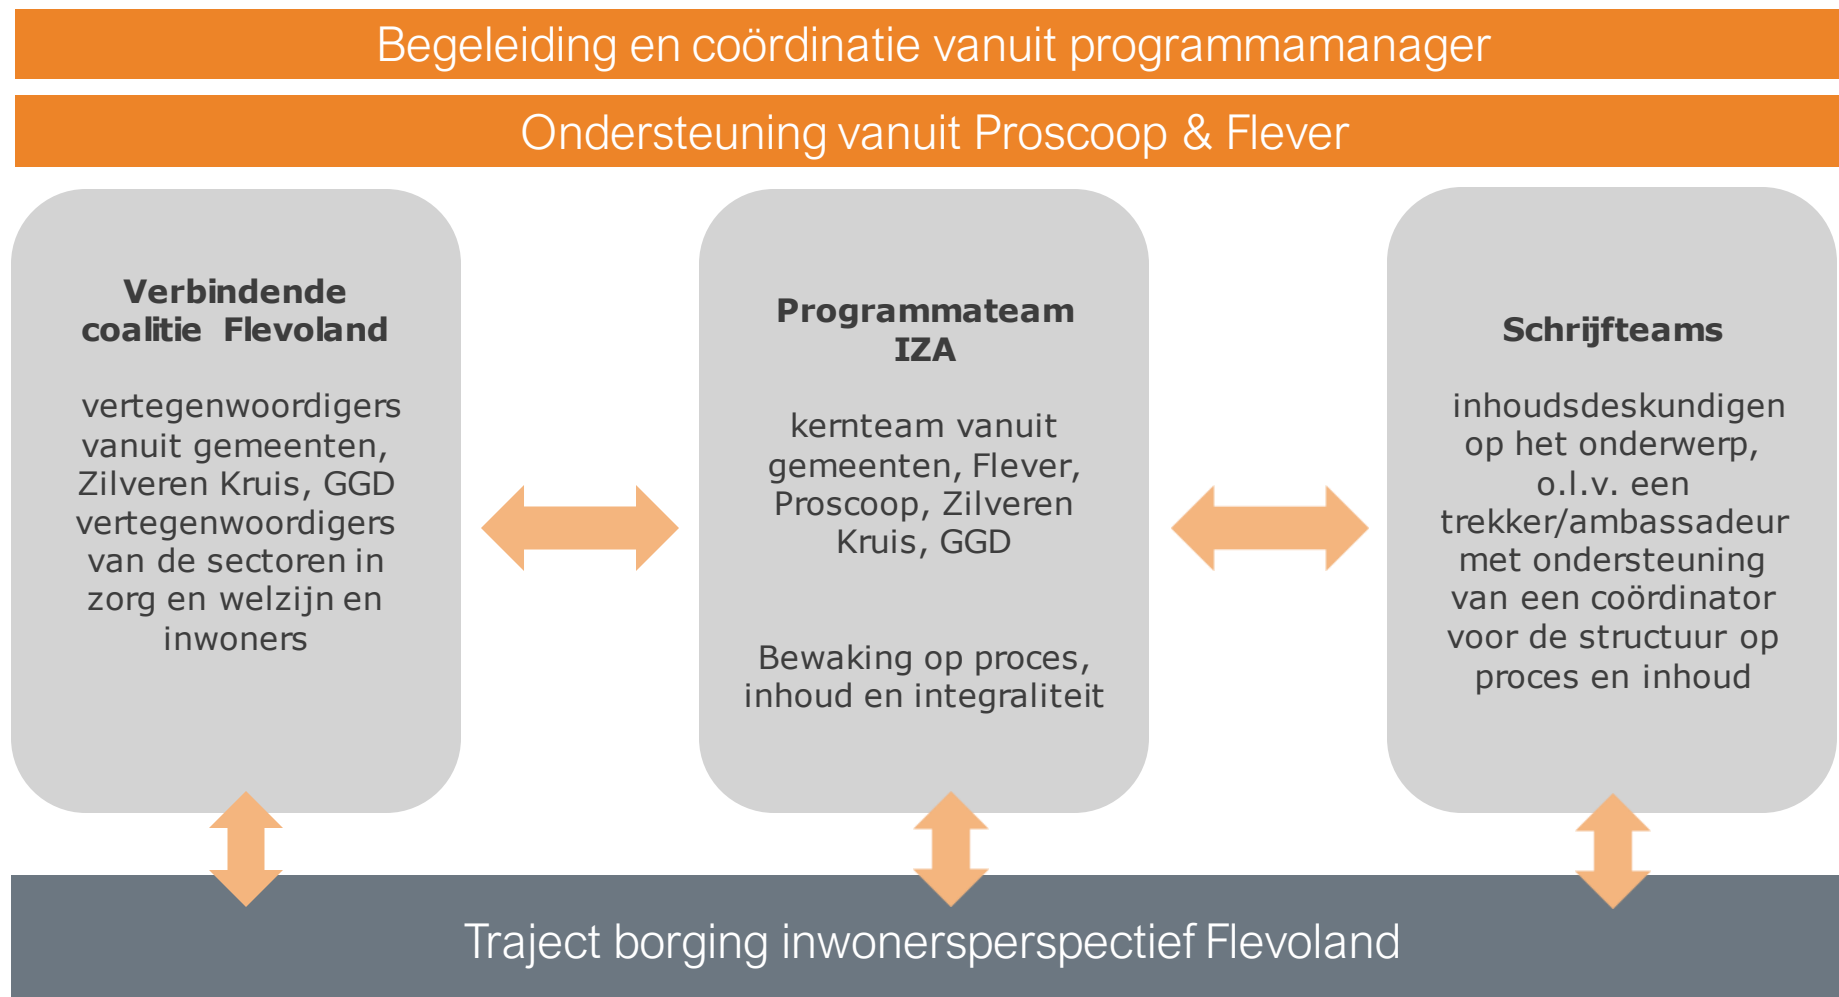 Begeleiding en coördinatie vanuit programmamanager
Ondersteuning vanuit Proscoop & Flever
Verbindende
coalitie Flevoland
vertegenwoordigers
vanuit gemeenten,
Zilveren Kruis, GGD
vertegenwoordigers
van de sectoren in
zorg en welzijn en
inwoners
Programmateam
IZA
kernteam vanuit
gemeenten, Flever,
Proscoop, Zilveren
Kruis, GGD
Bewaking op proces,
inhoud en integraliteit
Schrijfteams
inhoudsdeskundigen
op het onderwerp,
o.l.v. een
trekker/ambassadeur
met ondersteuning
van een coördinator
voor de structuur op
proces en inhoud
Traject borging inwonersperspectief Flevoland